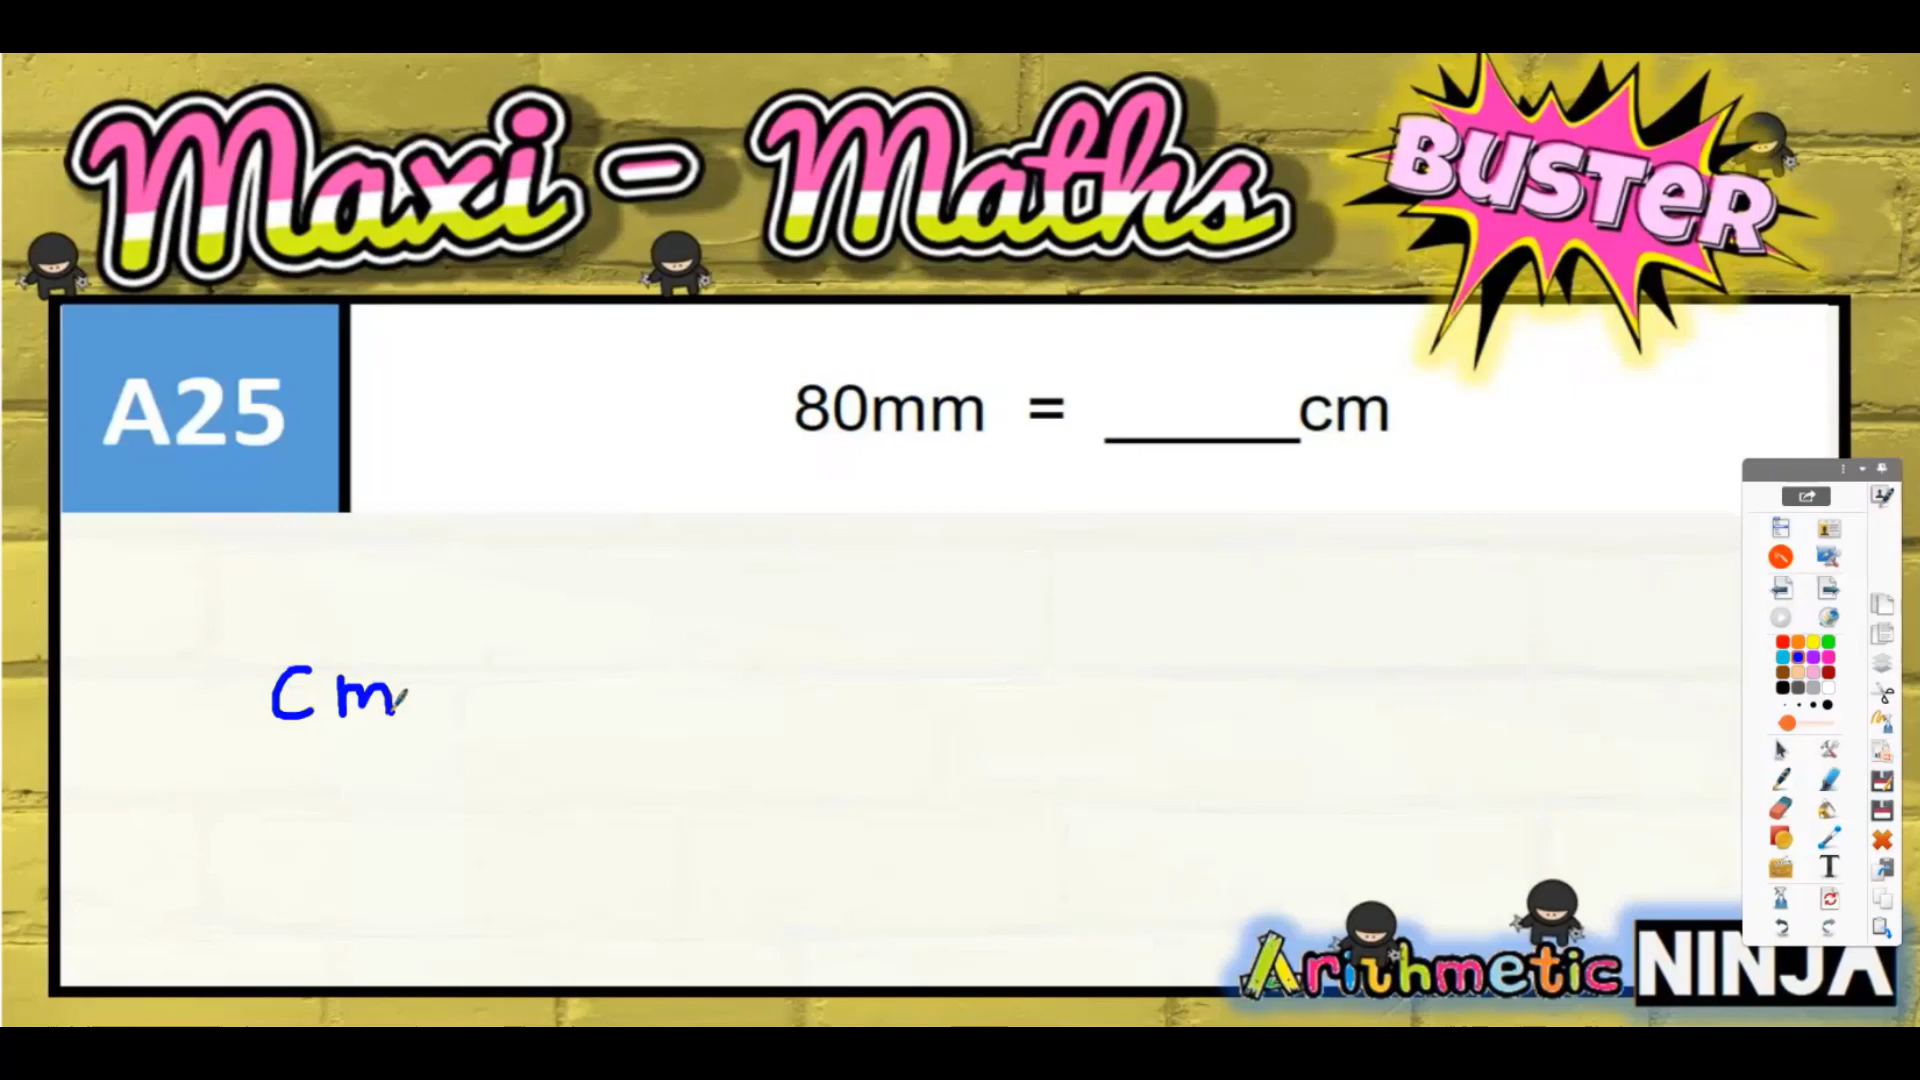 Maxi - Maths
BUSTER
A25
80mm = ______cm
cm
T
Arithmetic NINJA